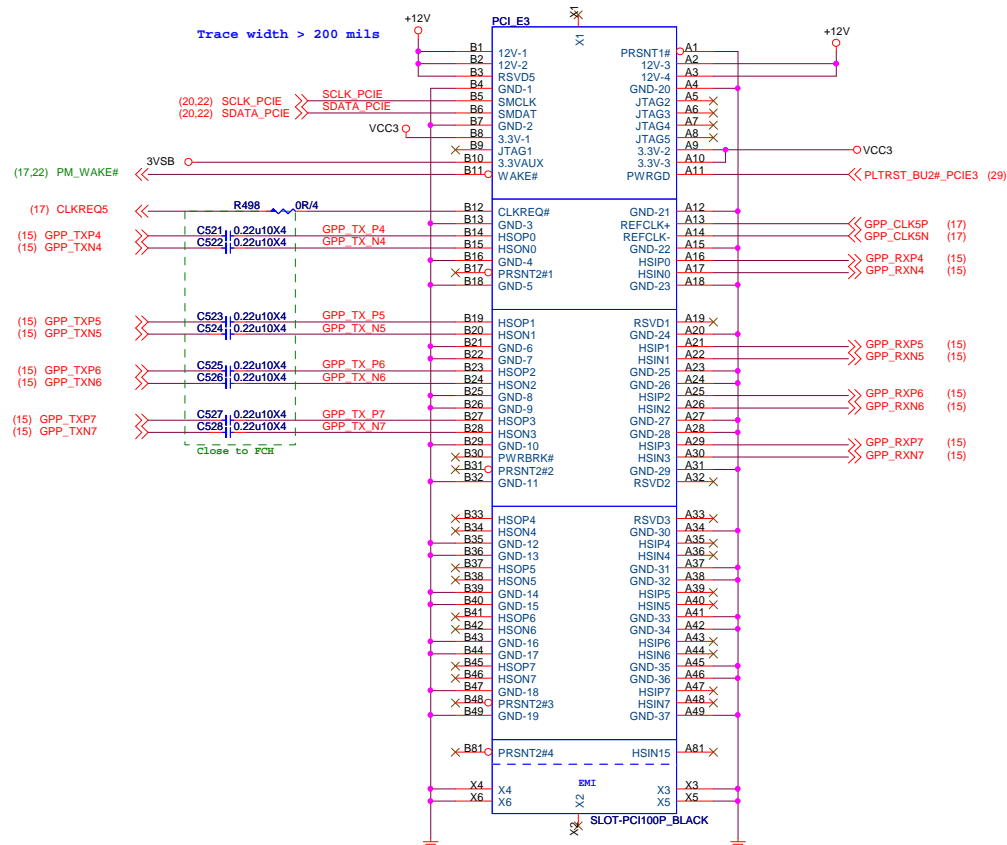 Trace width > 200 mils
+12V
PCI_E3
X1
X1
+12V
B1 12V-1 PRSNT1# A1
B2 12V-2 12V-3 A2
B3 RSVD5 12V-4 A3
B4 GND-1 GND-20 A4
(20,22) SCLK_PCIE SCLK_PCIE B5 SMCLK JTAG2 A5
(20,22) SDATA_PCIE SDATA_PCIE B6 SMDAT JTAG3 A6
B7 GND-2 JTAG4 A7
VCC3 B8 3.3V-1 JTAG5 A8
B9 JTAG1 3.3V-2 A9 VCC3
3VSB B10 3.3VAUX 3.3V-3 A10
(17,22) PM_WAKE# B11 WAKE# PWRGD A11 PLTRST_BU2#_PCIE3 (29)
(17) CLKREQ5 R498 0R/4 B12 CLKREQ# GND-21 A12
B13 GND-3 REFCLK+ A13 GPP_CLK5P (17)
(15) GPP_TXP4 C521 0.22u10X4 GPP_TX_P4 B14 HSOP0 REFCLK- A14 GPP_CLK5N (17)
(15) GPP_TXN4 C522 0.22u10X4 GPP_TX_N4 B15 HSON0 GND-22 A15
B16 GND-4 HSIP0 A16 GPP_RXP4 (15)
B17 PRSNT2#1 HSIN0 A17 GPP_RXN4 (15)
B18 GND-5 GND-23 A18
(15) GPP_TXP5 C523 0.22u10X4 GPP_TX_P5 B19 HSOP1 RSVD1 A19
(15) GPP_TXN5 C524 0.22u10X4 GPP_TX_N5 B20 HSON1 GND-24 A20
B21 GND-6 HSIP1 A21 GPP_RXP5 (15)
B22 GND-7 HSIN1 A22 GPP_RXN5 (15)
(15) GPP_TXP6 C525 0.22u10X4 GPP_TX_P6 B23 HSOP2 GND-25 A23
(15) GPP_TXN6 C526 0.22u10X4 GPP_TX_N6 B24 HSON2 GND-26 A24
B25 GND-8 HSIP2 A25 GPP_RXP6 (15)
B26 GND-9 HSIN2 A26 GPP_RXN6 (15)
(15) GPP_TXP7 C527 0.22u10X4 GPP_TX_P7 B27 HSOP3 GND-27 A27
(15) GPP_TXN7 C528 0.22u10X4 GPP_TX_N7 B28 HSON3 GND-28 A28
B29 GND-10 HSIP3 A29 GPP_RXP7 (15)
Close to FCH
B30 PWRBRK# HSIN3 A30 GPP_RXN7 (15)
B31 PRSNT2#2 GND-29 A31
B32 GND-11 RSVD2 A32
B33 HSOP4 RSVD3 A33
B34 HSON4 GND-30 A34
B35 GND-12 HSIP4 A35
B36 GND-13 HSIN4 A36
B37 HSOP5 GND-31 A37
B38 HSON5 GND-32 A38
B39 GND-14 HSIP5 A39
B40 GND-15 HSIN5 A40
B41 HSOP6 GND-33 A41
B42 HSON6 GND-34 A42
B43 GND-16 HSIP6 A43
B44 GND-17 HSIN6 A44
B45 HSOP7 GND-35 A45
B46 HSON7 GND-36 A46
B47 GND-18 HSIP7 A47
B48 PRSNT2#3 HSIN7 A48
B49 GND-19 GND-37 A49
B81 PRSNT2#4 HSIN15 A81
EMI
X4 X4 X3 X3
X6 X6 X2 X5 X5
X2
SLOT-PCI100P_BLACK